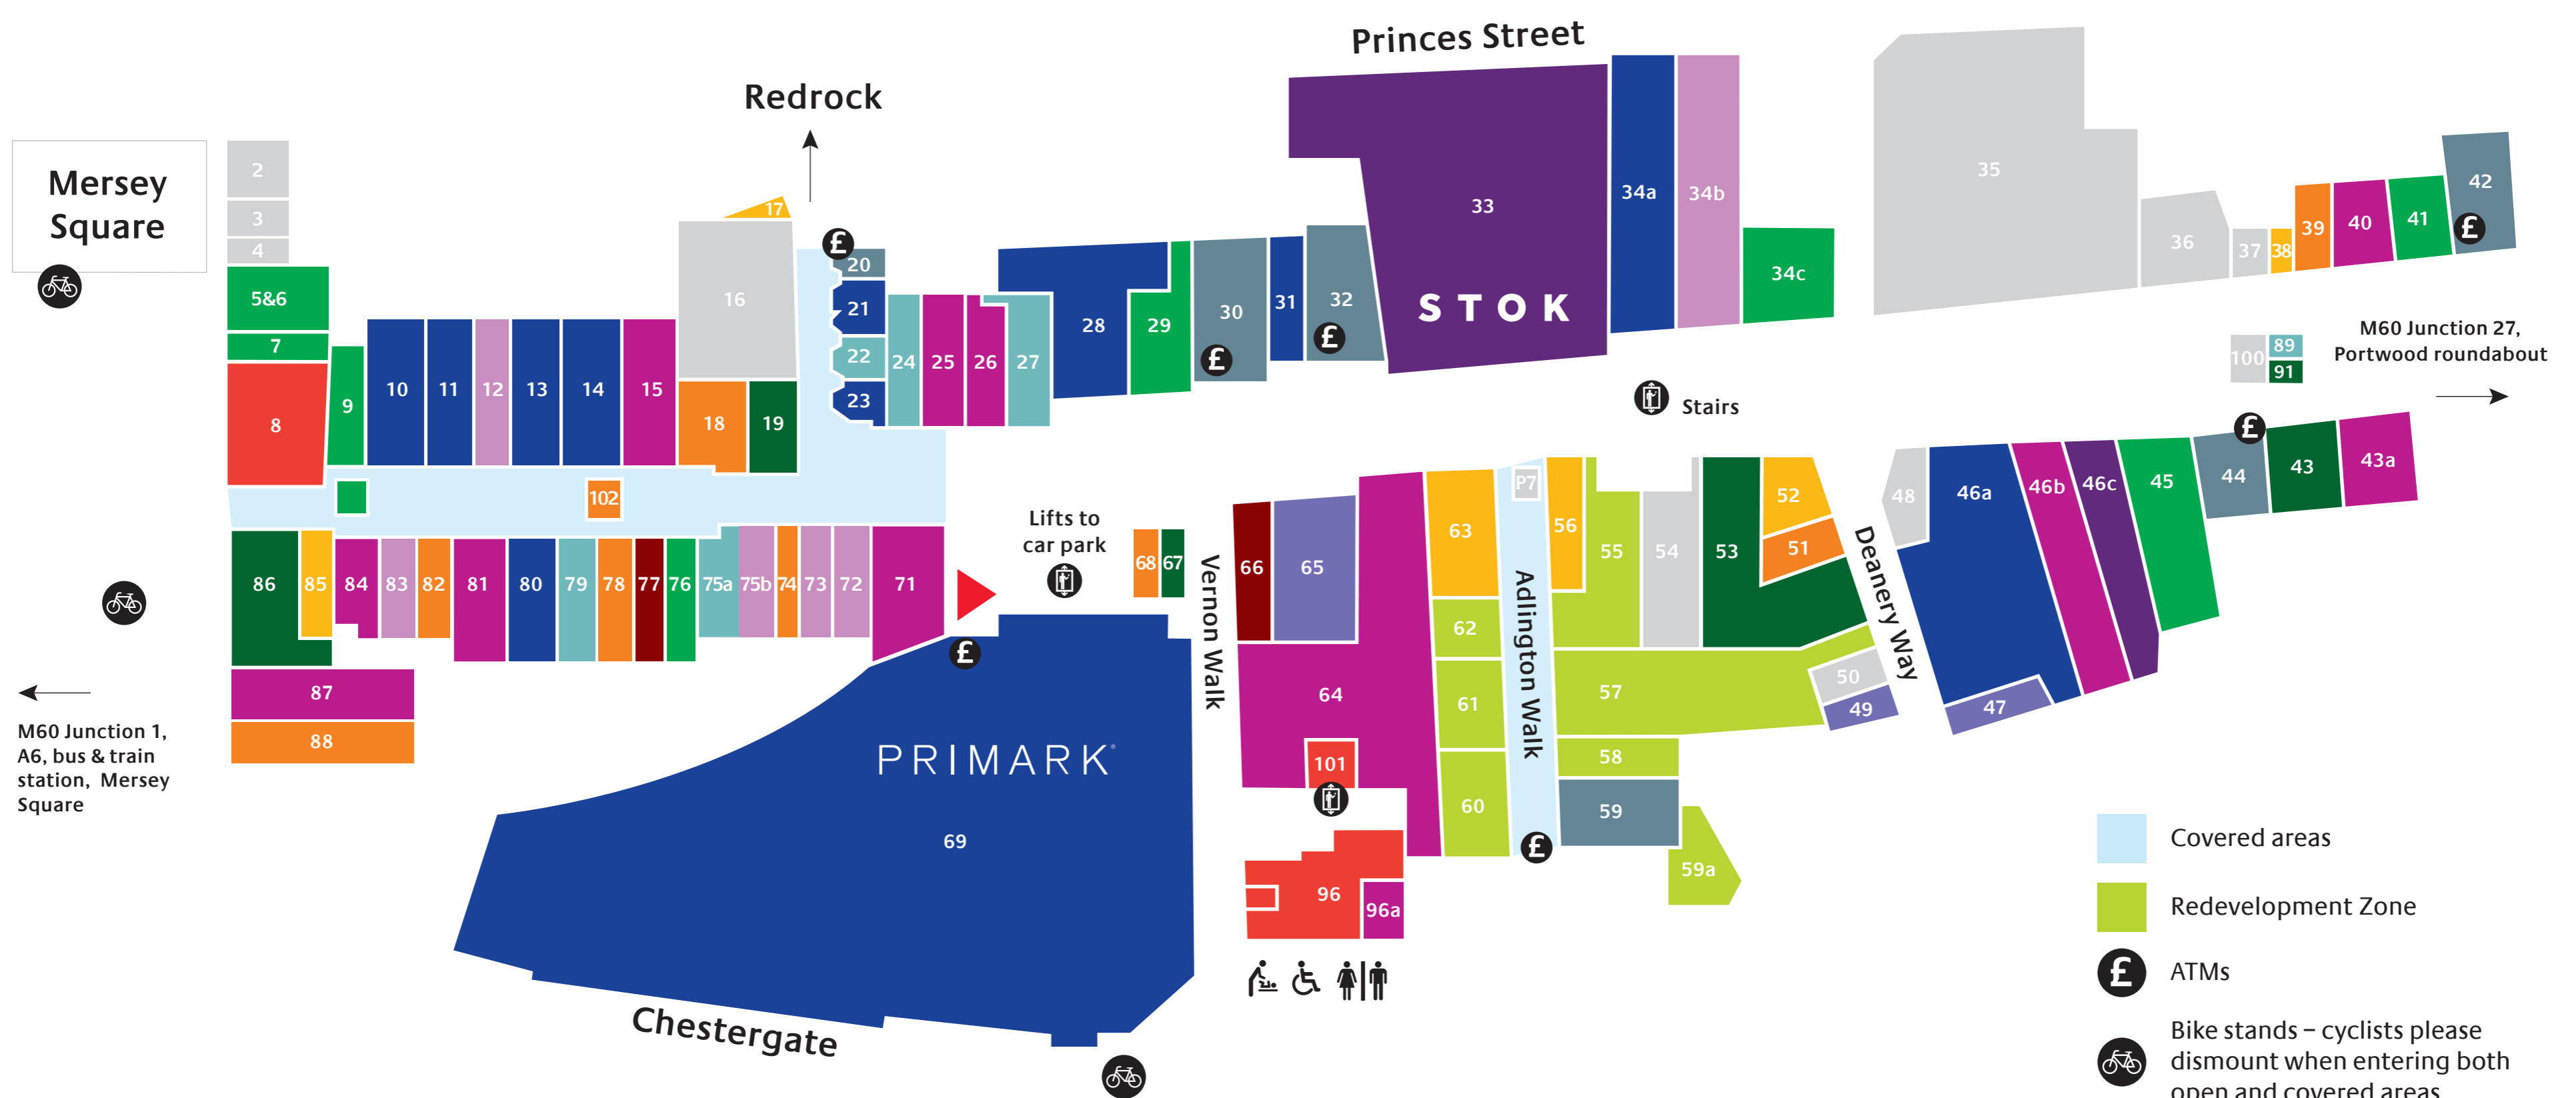 Princes Street
Redrock
Mersey
Square
2
3
4
5&6
7
8
9
10
11
12
13
14
15
16
17
18
19
20
21
22
23
24
25
26
27
28
29
30
31
32
33
STOK
34a
34b
34c
35
36
37
38
39
40
41
42
100
89
91
M60 Junction 27,
Portwood roundabout
Stairs
102
86
85
84
83
82
81
80
79
78
77
76
75a
75b
74
73
72
71
87
88
M60 Junction 1,
A6, bus & train
station, Mersey
Square
Lifts to
car park
68
67
Vernon Walk
PRIMARK
69
Chestergate
66
65
64
101
96
96a
63
62
61
60
P7
Adlington Walk
56
55
54
53
52
51
57
50
49
58
59
59a
Deanery Way
48
46a
46b
46c
45
44
43
43a
47
£
£
£
£
£
£
£
Covered areas
Redevelopment Zone
£
ATMs
Bike stands – cyclists please
dismount when entering both
open and covered areas